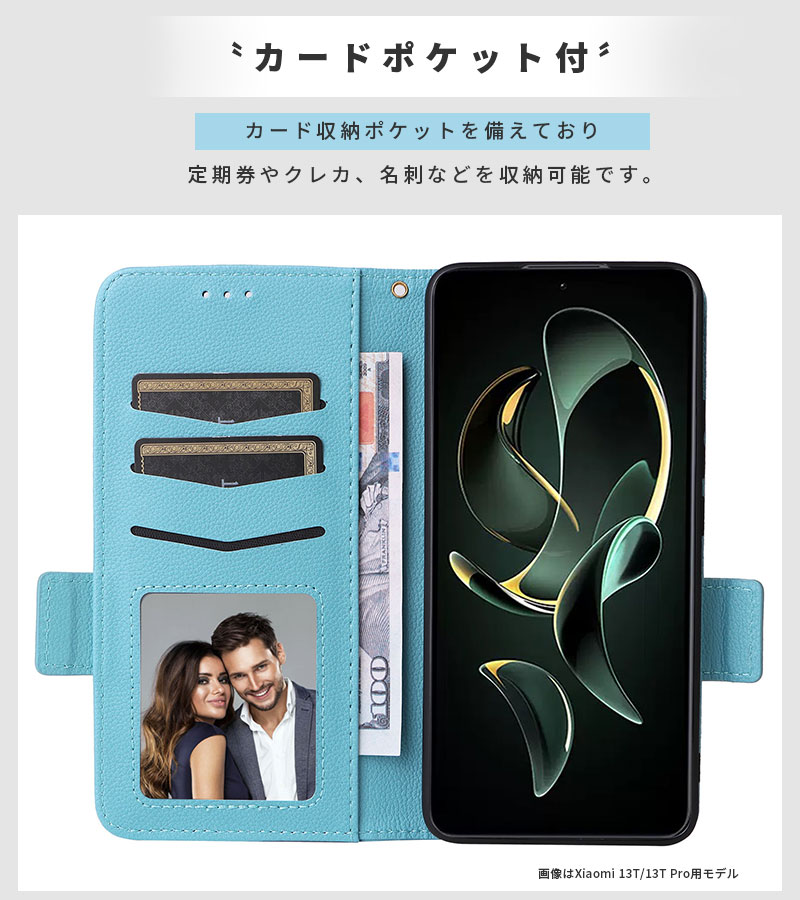 〝カードポケット付〞
カード収納ポケットを備えており
定期券やクレカ、名刺などを収納可能です。
100
FRANKLIN
画像はXiaomi 13T/13T Pro用モデル